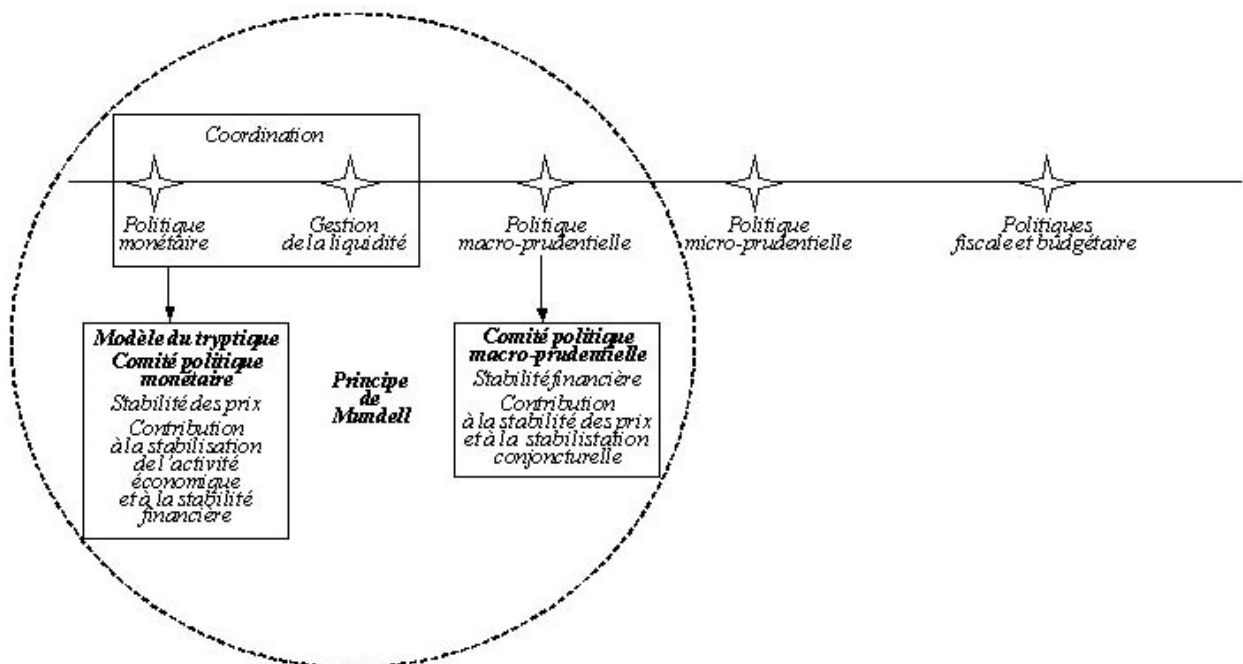 Coordination
Politique
monétaire
Gestion
de la liquidité
Politique
macro-prudentielle
Politique
micro-prudentielle
Politiques
fiscale et budgétaire
Modèle du tryptique
Comité politique
monétaire
Stabilité des prix
Contribution
à la stabilisation
de l'activité
économique
et à la stabilité
financière
Principe
de
Mundell
Comité politique
macro-prudentielle
Stabilité financière
Contribution
à la stabilité des prix
et à la stabilistation
conjoncturelle